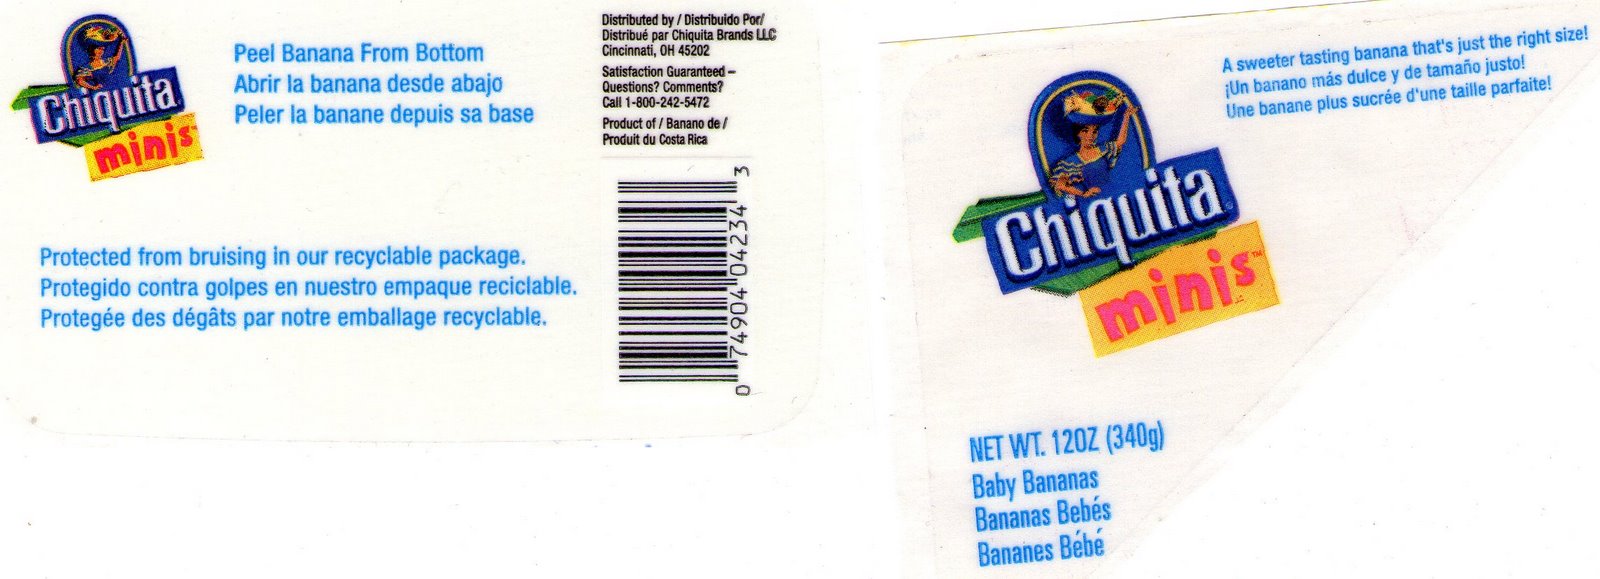 Chiquita
minis™
Peel Banana From Bottom
Abrir la banana desde abajo
Peler la banane depuis sa base
Protected from bruising in our recyclable package.
Protegido contra golpes en nuestro empaque reciclable.
Protegée des dégâts par notre emballage recyclable.
Distributed by / Distribuido Por/
Distribué par Chiquita Brands LLC
Cincinnati, OH 45202
Satisfaction Guaranteed –
Questions? Comments?
Call 1-800-242-5472
Product of / Banano de /
Produit du Costa Rica
0 74904 04234 3
A sweeter tasting banana that's just the right size!
¡Un banano más dulce y de tamaño justo!
Une banane plus sucrée d'une taille parfaite!
Chiquita®
minis™
NET WT. 12OZ (340g)
Baby Bananas
Bananas Bebés
Bananes Bébé